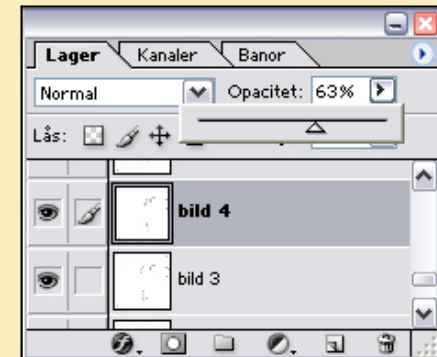 Lager Kanaler Banor
Normal Opacitet: 63%
Lås:
bild 4
bild 3